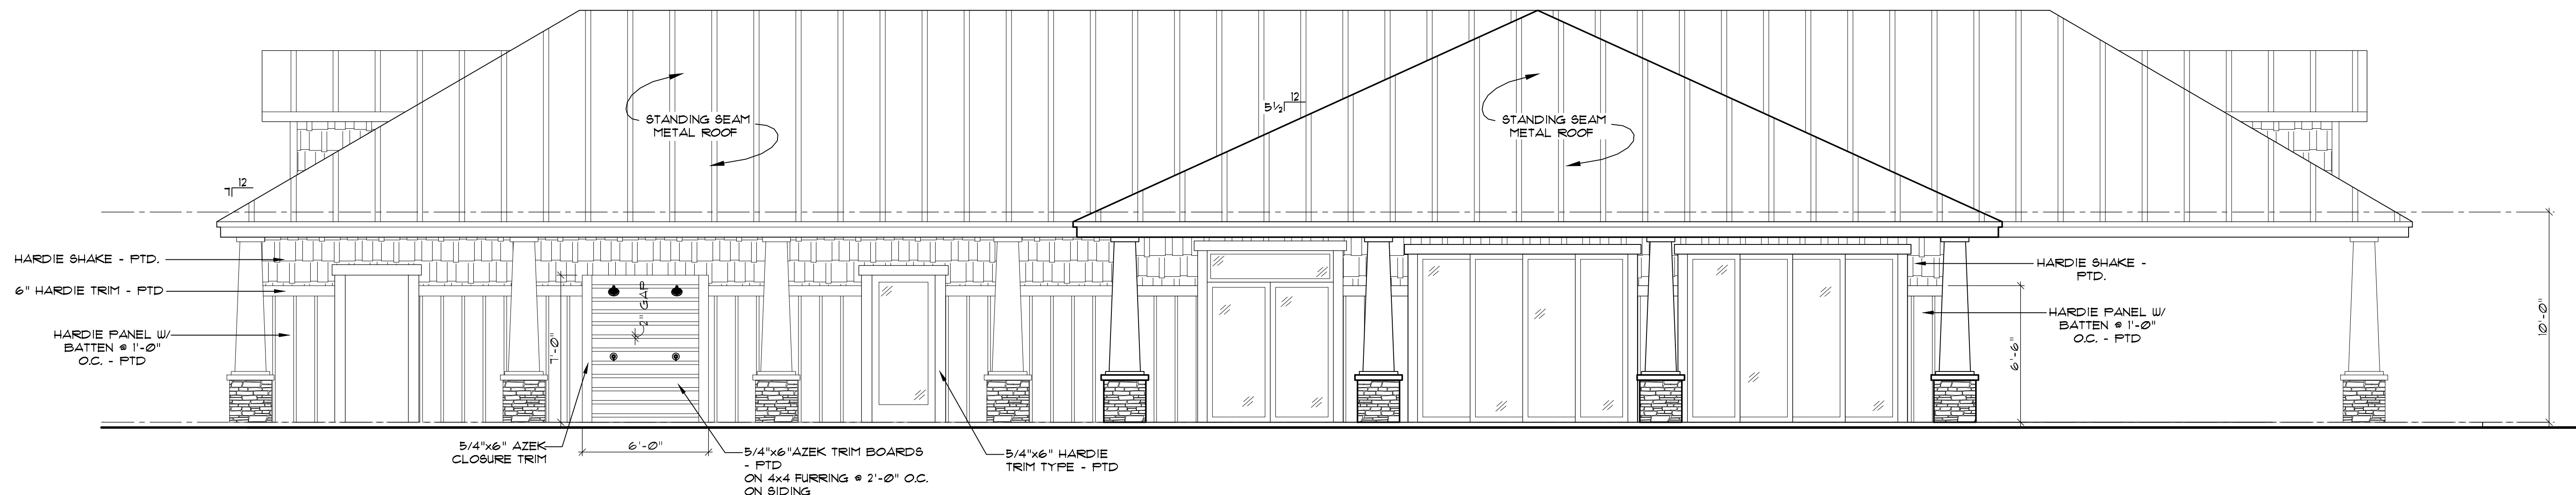 STANDING SEAM
METAL ROOF
12
5 1/2
STANDING SEAM
METAL ROOF
12
7
HARDIE SHAKE - PTD.
6" HARDIE TRIM - PTD
HARDIE PANEL W/
BATTEN @ 1'-0"
O.C. - PTD
2" GAP
7'-0"
HARDIE SHAKE -
PTD.
HARDIE PANEL W/
BATTEN @ 1'-0"
O.C. - PTD
6'-6"
10'-0"
5/4"x6" AZEK
CLOSURE TRIM
6'-0"
5/4"x6"AZEK TRIM BOARDS
- PTD
ON 4x4 FURRING @ 2'-0" O.C.
ON SIDING
5/4"x6" HARDIE
TRIM TYPE - PTD